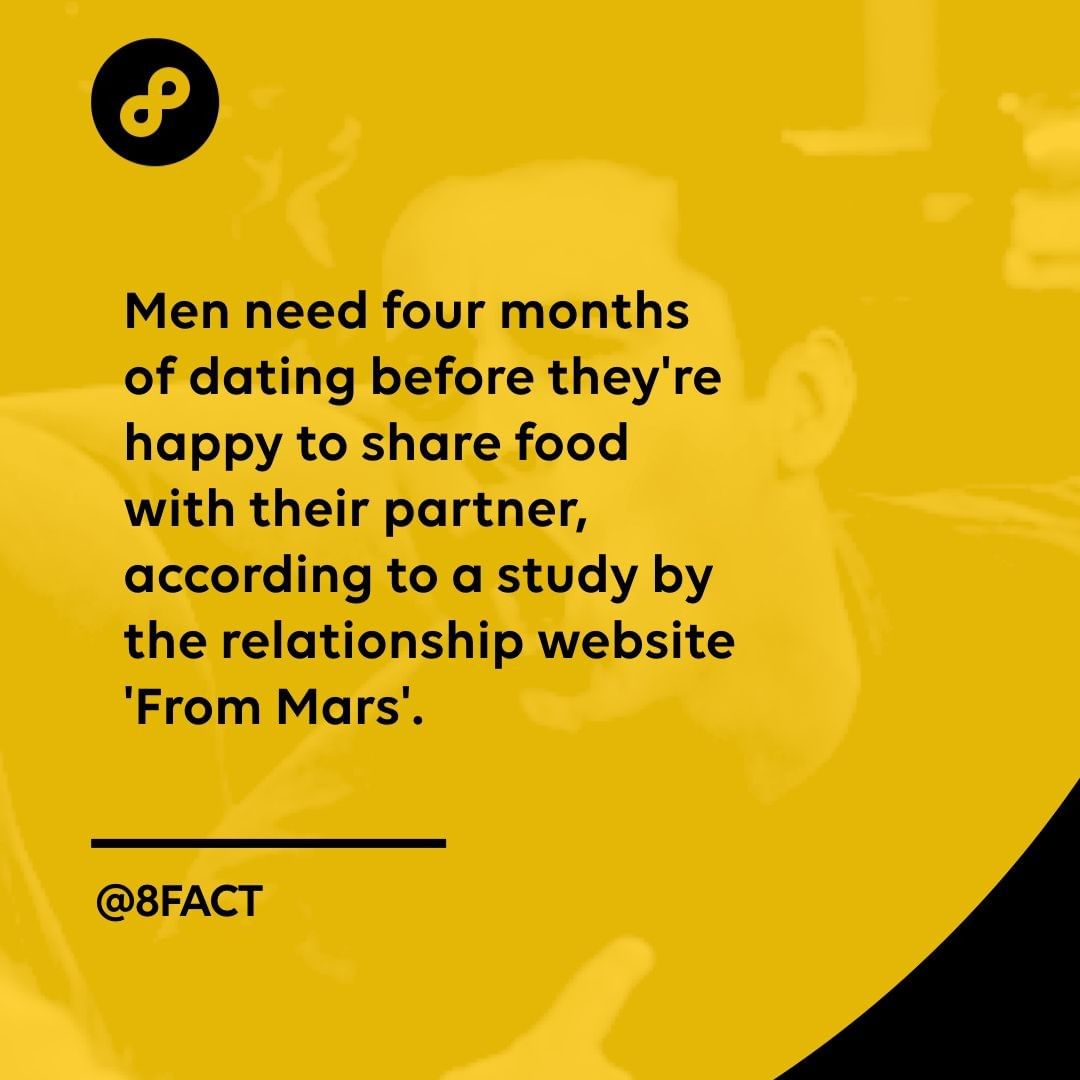 Men need four months
of dating before they're
happy to share food
with their partner,
according to a study by
the relationship website
'From Mars'.
@8FACT